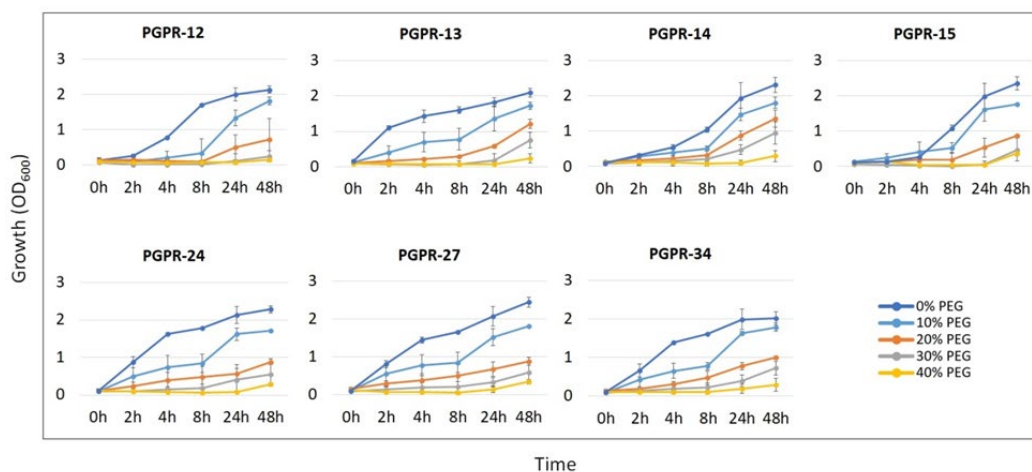 PGPR-12
3
2
1
0
0h 2h 4h 8h 24h 48h
PGPR-13
3
2
1
0
0h 2h 4h 8h 24h 48h
PGPR-14
3
2
1
0
0h 2h 4h 8h 24h 48h
PGPR-15
3
2
1
0
0h 2h 4h 8h 24h 48h
Growth (OD600)
PGPR-24
3
2
1
0
0h 2h 4h 8h 24h 48h
PGPR-27
3
2
1
0
0h 2h 4h 8h 24h 48h
PGPR-34
3
2
1
0
0h 2h 4h 8h 24h 48h
0% PEG
10% PEG
20% PEG
30% PEG
40% PEG
Time